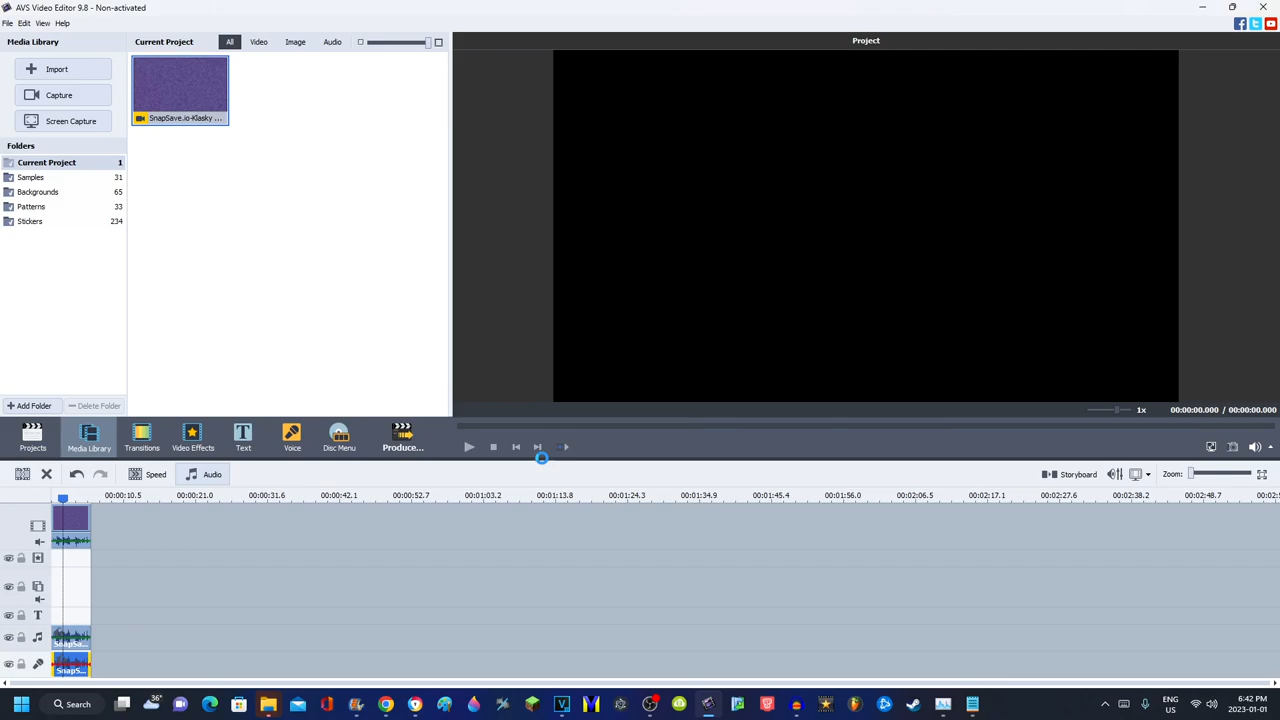 AVS Video Editor 9.8 - Non-activated
File Edit View Help
Media Library
Current Project All Video Image Audio
Project
Import
Capture
Screen Capture
SnapSave.io-Klasky ...
Folders
Current Project 1
Samples 31
Backgrounds 65
Patterns 33
Stickers 234
Add Folder Delete Folder
1x 00:00:00.000 / 00:00:00.000
Projects Media Library Transitions Video Effects Text Voice Disc Menu Produce...
Speed Audio Storyboard Zoom:
00:00:10.5 00:00:21.0 00:00:31.6 00:00:42.1 00:00:52.7 00:01:03.2 00:01:13.8 00:01:24.3 00:01:34.9 00:01:45.4 00:01:56.0 00:02:06.5 00:02:17.1 00:02:27.6 00:02:38.2 00:02:48.7 00:02:5
T
SnapSa...
SnapS...
Search 36° ENG US 6:42 PM 2023-01-01